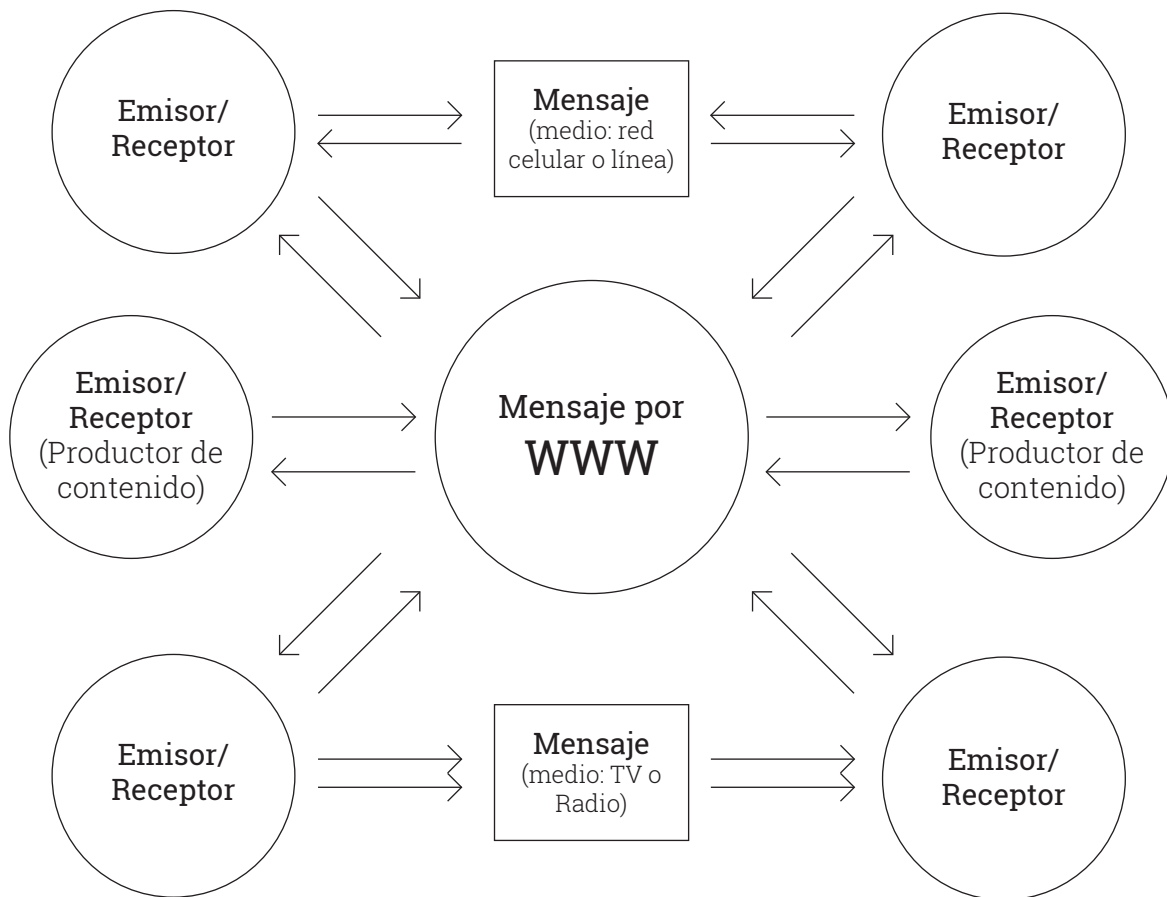 Emisor/
Receptor
Mensaje
(medio: red
celular o línea)
Emisor/
Receptor
Emisor/
Receptor
(Productor de
contenido)
Mensaje por
WWW
Emisor/
Receptor
(Productor de
contenido)
Emisor/
Receptor
Mensaje
(medio: TV o
Radio)
Emisor/
Receptor